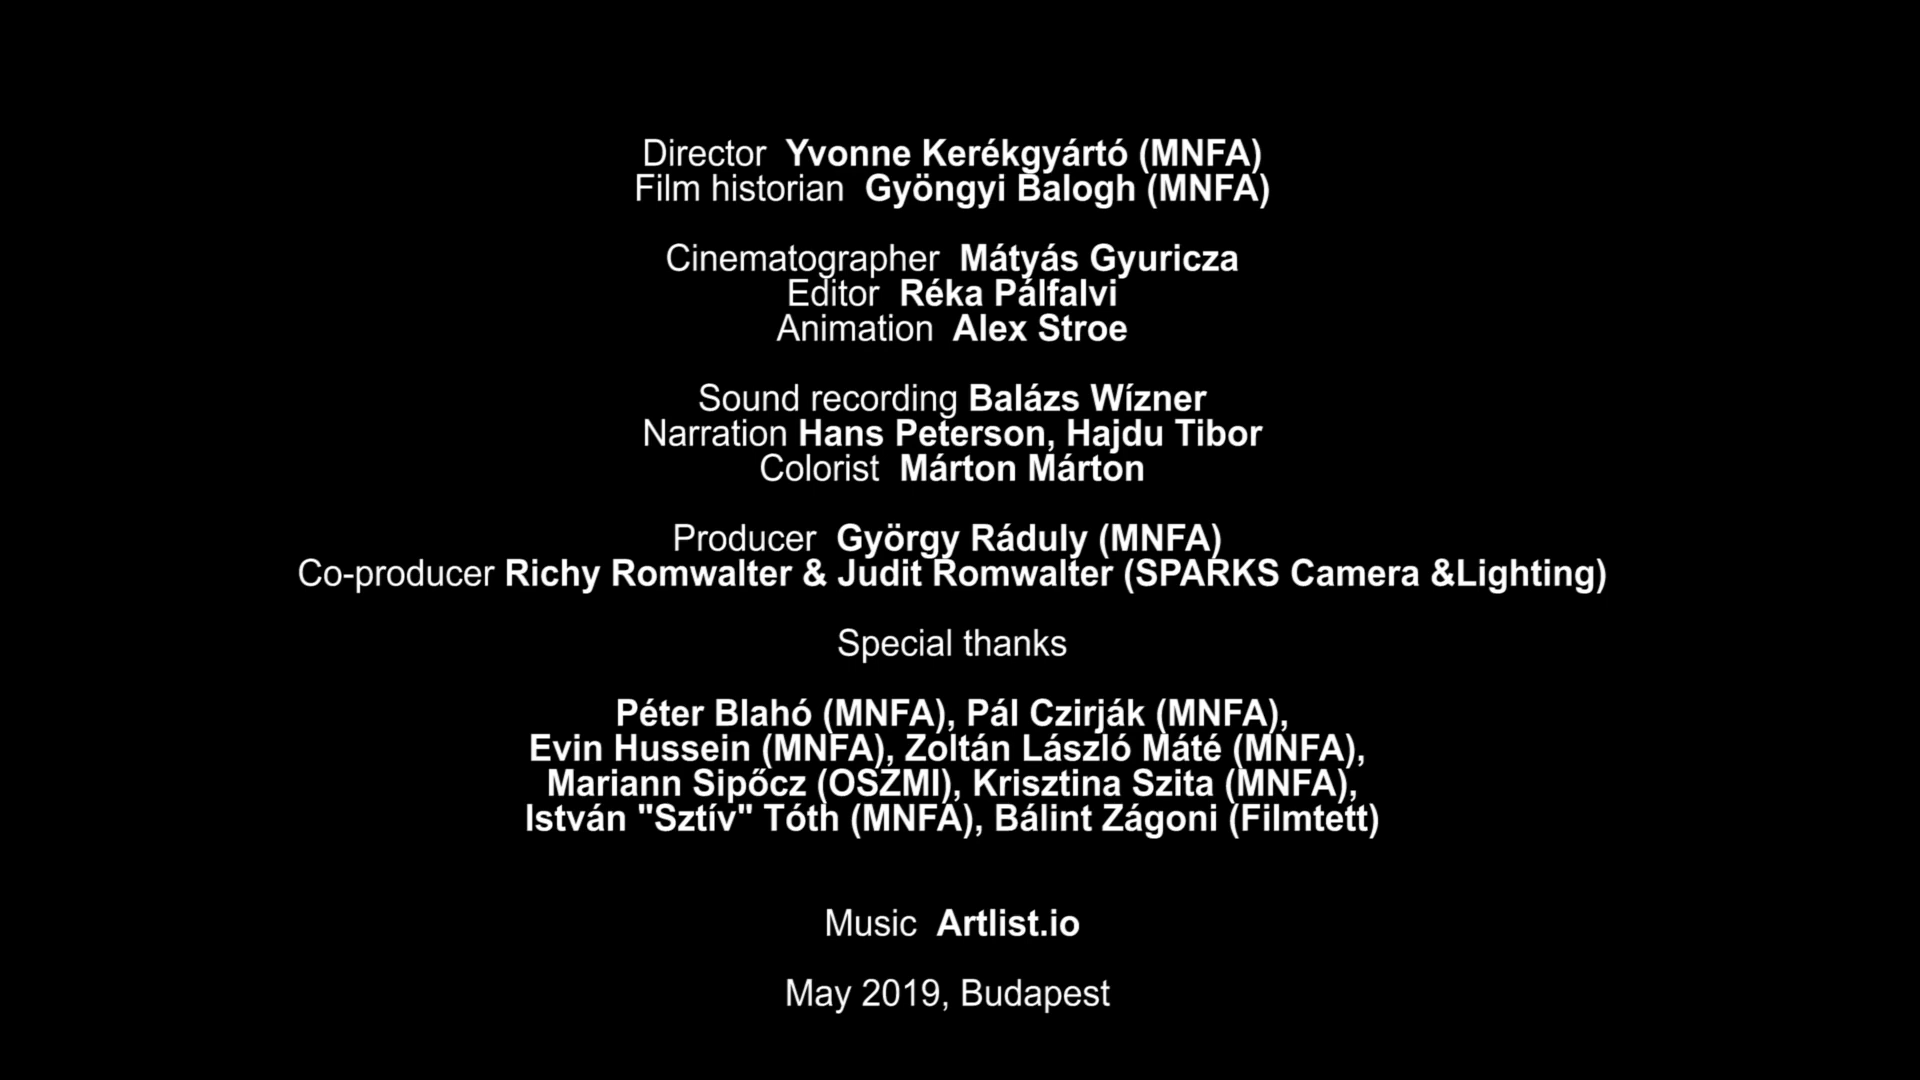 Director Yvonne Kerékgyártó (MNFA)
Film historian Gyöngyi Balogh (MNFA)
Cinematographer Mátyás Gyuricza
Editor Réka Pálfalvi
Animation Alex Stroe
Sound recording Balázs Wízner
Narration Hans Peterson, Hajdu Tibor
Colorist Márton Márton
Producer György Ráduly (MNFA)
Co-producer Richy Romwalter & Judit Romwalter (SPARKS Camera &Lighting)
Special thanks
Péter Blahó (MNFA), Pál Czirják (MNFA),
Evin Hussein (MNFA), Zoltán László Máté (MNFA),
Mariann Sipőcz (OSZMI), Krisztina Szita (MNFA),
István "Sztív" Tóth (MNFA), Bálint Zágoni (Filmtett)
Music Artlist.io
May 2019, Budapest